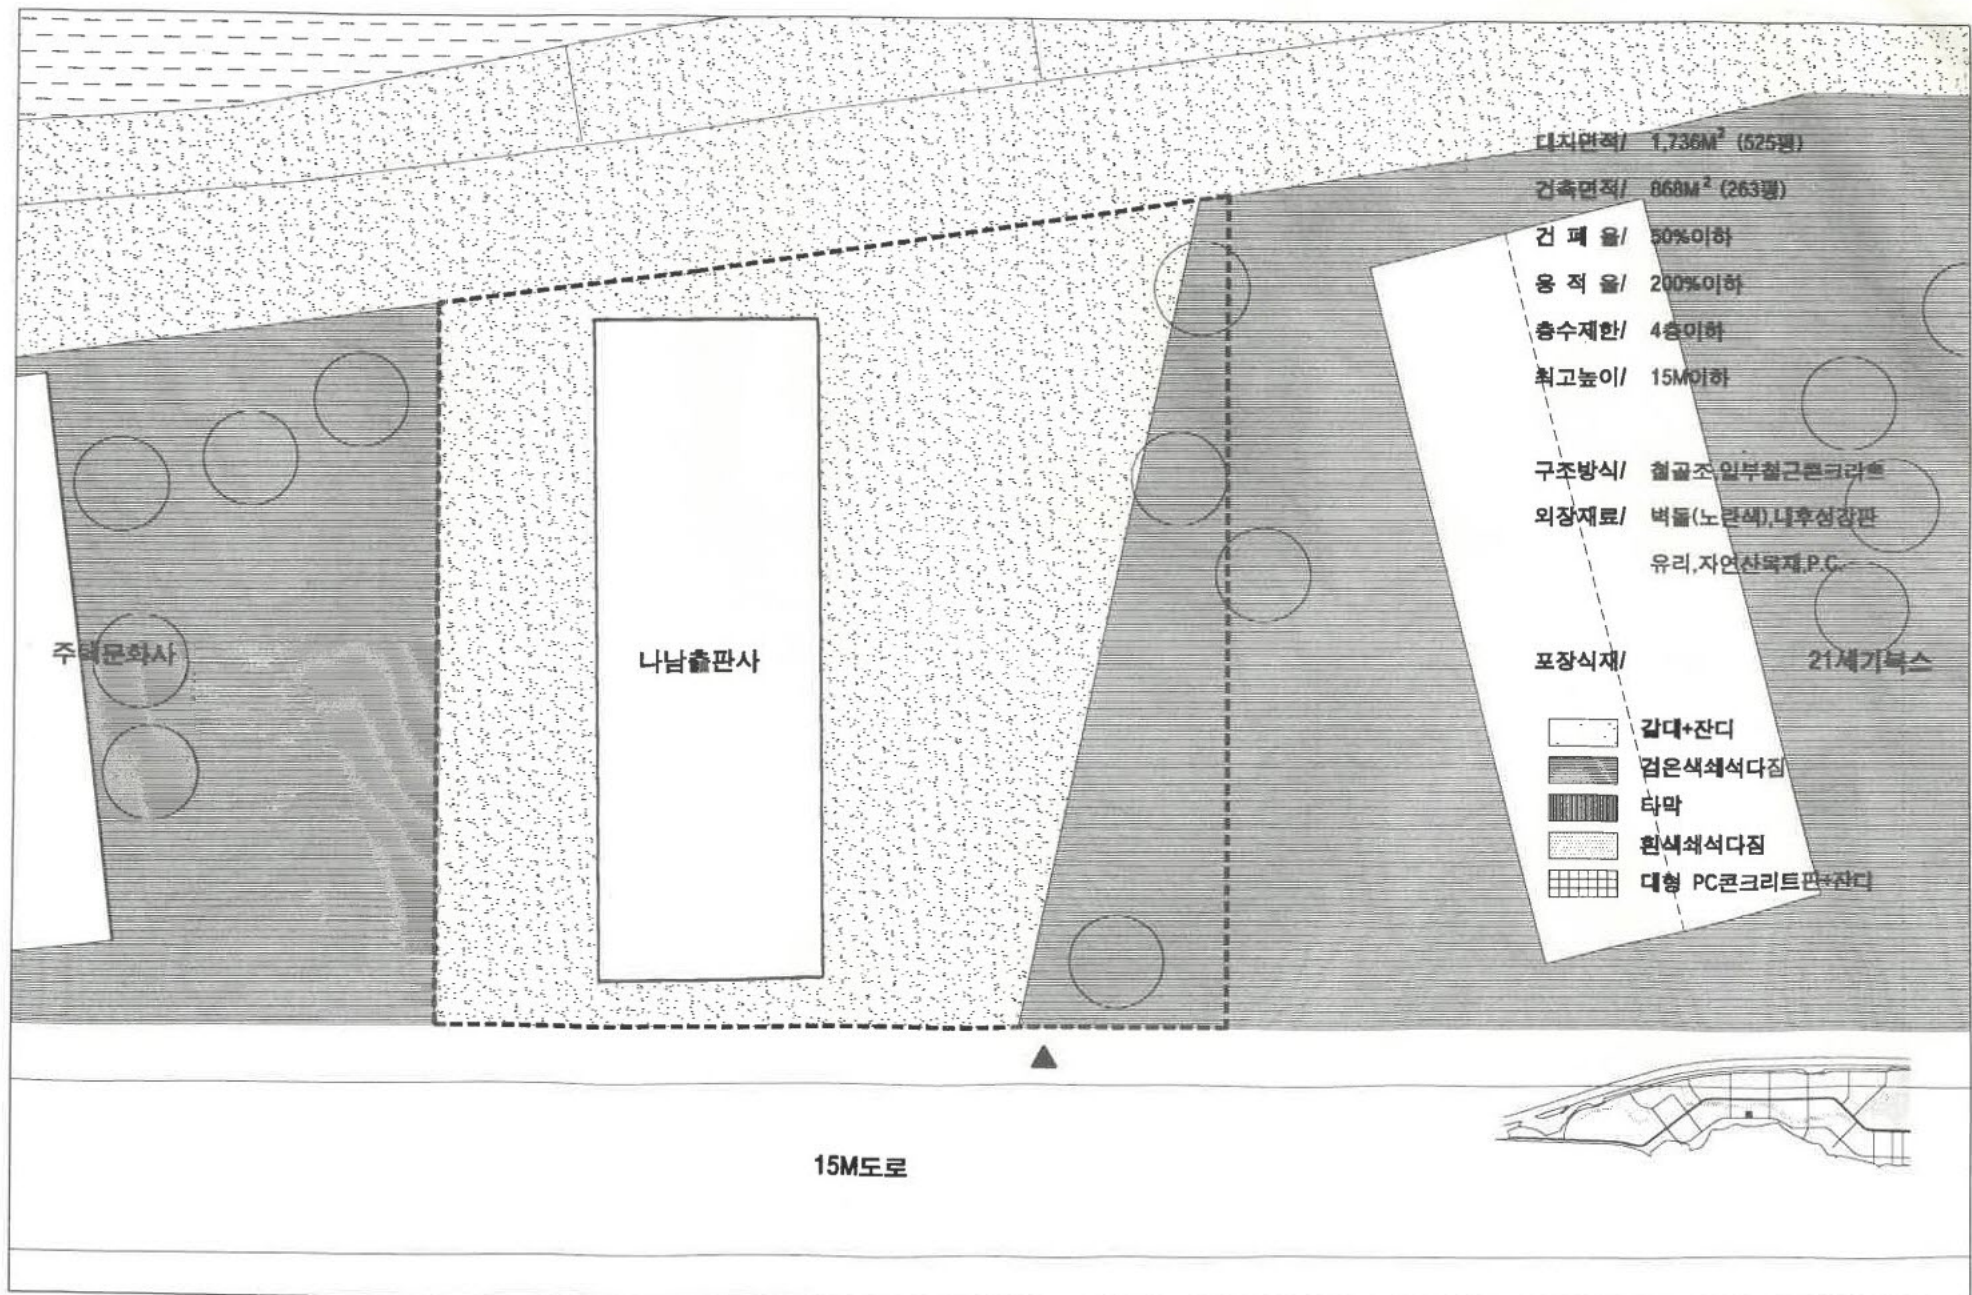 대지면적/ 1,736M² (525평)
건축면적/ 868M² (263평)
건 폐 율/ 50%이하
용 적 율/ 200%이하
층수제한/ 4층이하
최고높이/ 15M이하
구조방식/ 철골조,일부철근콘크리트
외장재료/ 벽돌(노란색),내후성강판
유리,자연산목재,P.C.
주택문화사
나남출판사
포장식재/
21세기북스
갈대+잔디
검은색쇄석다짐
타막
흰색쇄석다짐
대형 PC콘크리트판+잔디
15M도로